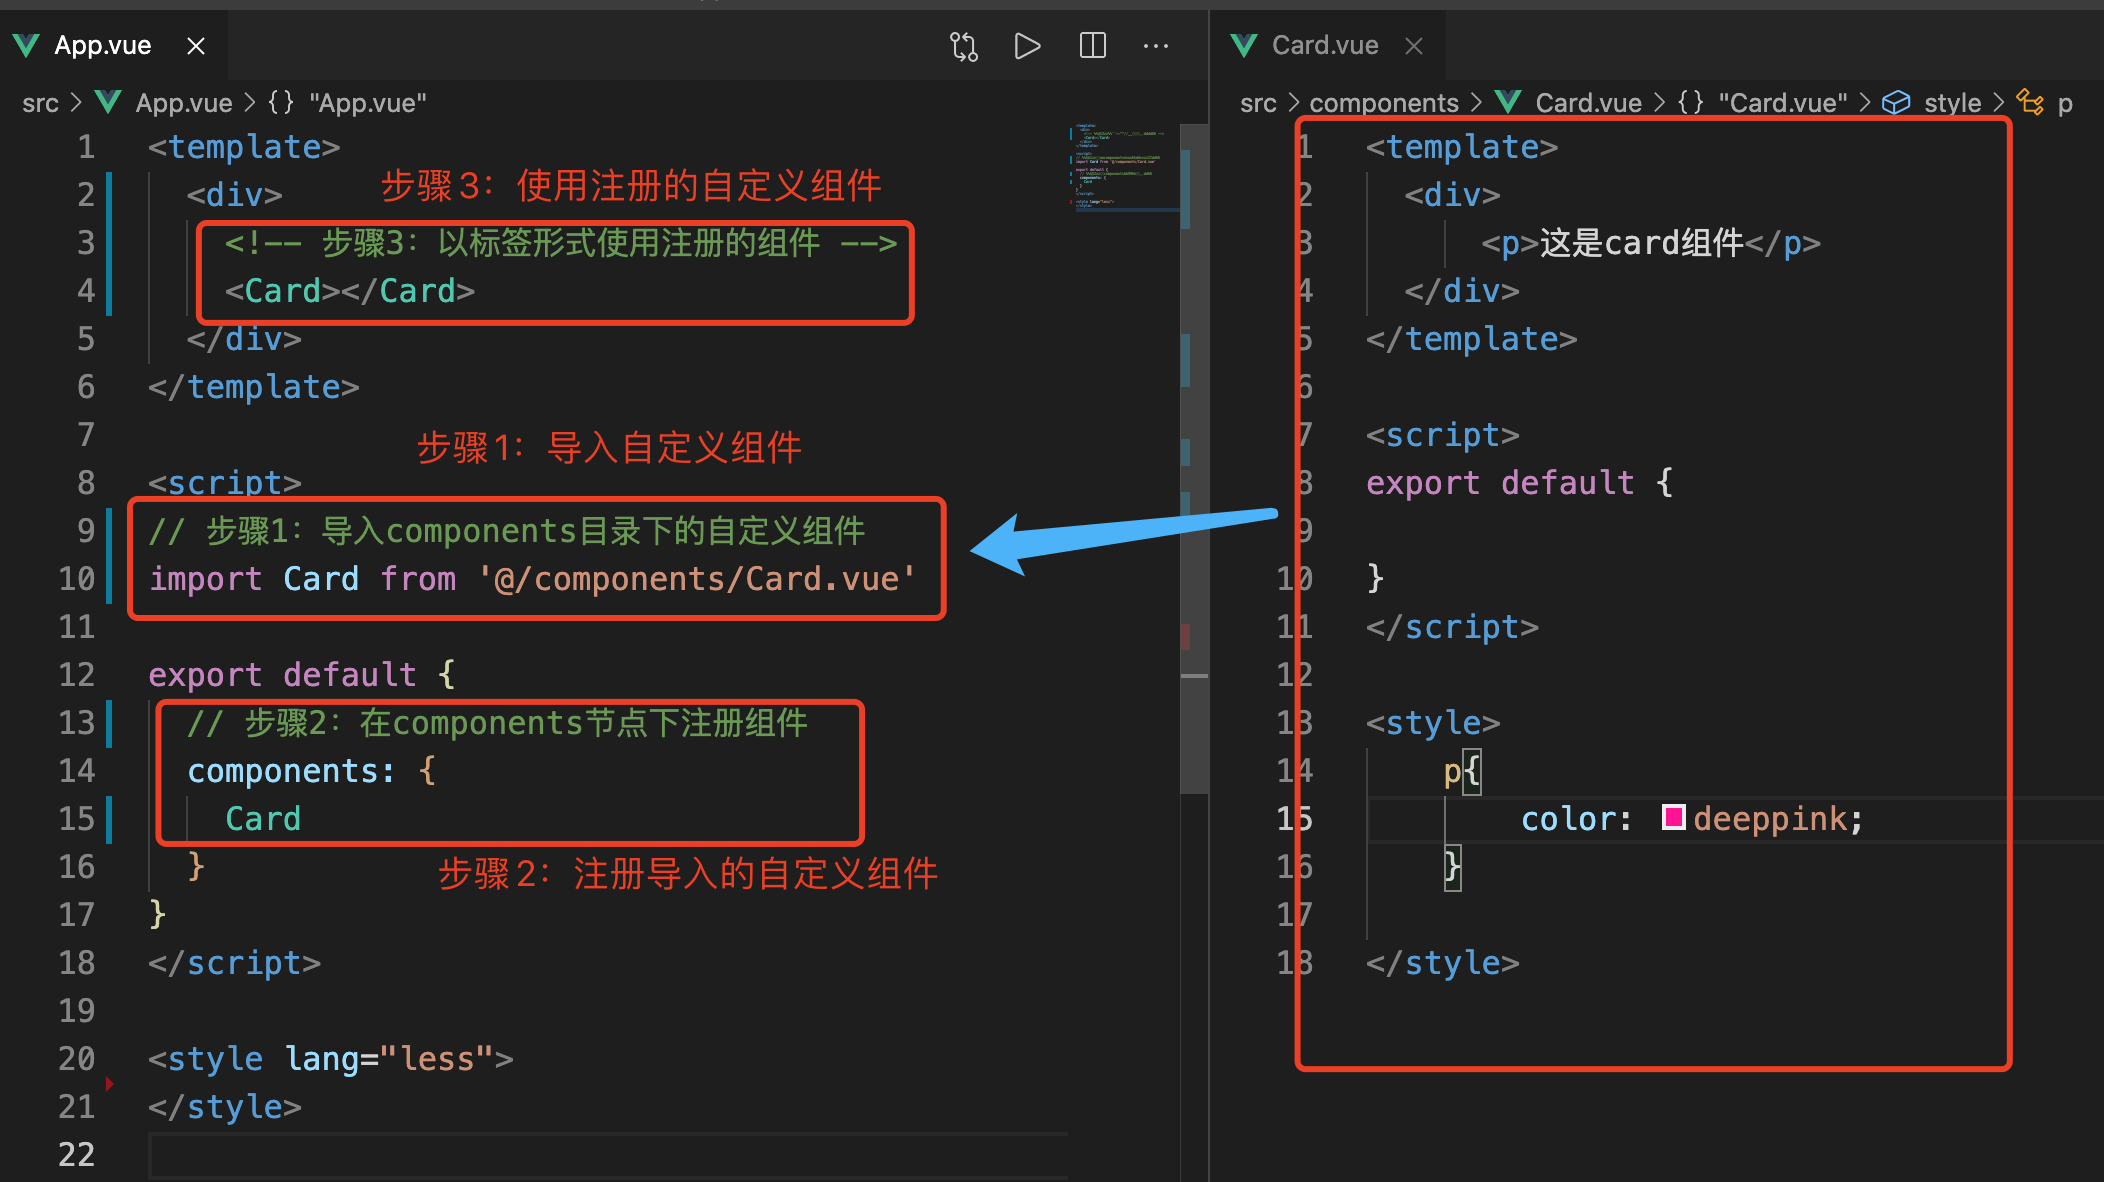 App.vue
src > App.vue > {} "App.vue"
1 <template>
2 <div>
步骤3：使用注册的自定义组件
3 <!-- 步骤3：以标签形式使用注册的组件 -->
4 <Card></Card>
5 </div>
6 </template>
7
步骤1：导入自定义组件
8 <script>
9 // 步骤1：导入components目录下的自定义组件
10 import Card from '@/components/Card.vue'
11
12 export default {
13 // 步骤2：在components节点下注册组件
14 components: {
15 Card
16 }
步骤2：注册导入的自定义组件
17 }
18 </script>
19
20 <style lang="less">
21 </style>
22
Card.vue
src > components > Card.vue > {} "Card.vue" > style > p
1 <template>
2 <div>
3 <p>这是card组件</p>
4 </div>
5 </template>
6
7 <script>
8 export default {
9
10 }
11 </script>
12
13 <style>
14 p{
15 color: deeppink;
16 }
17
18 </style>